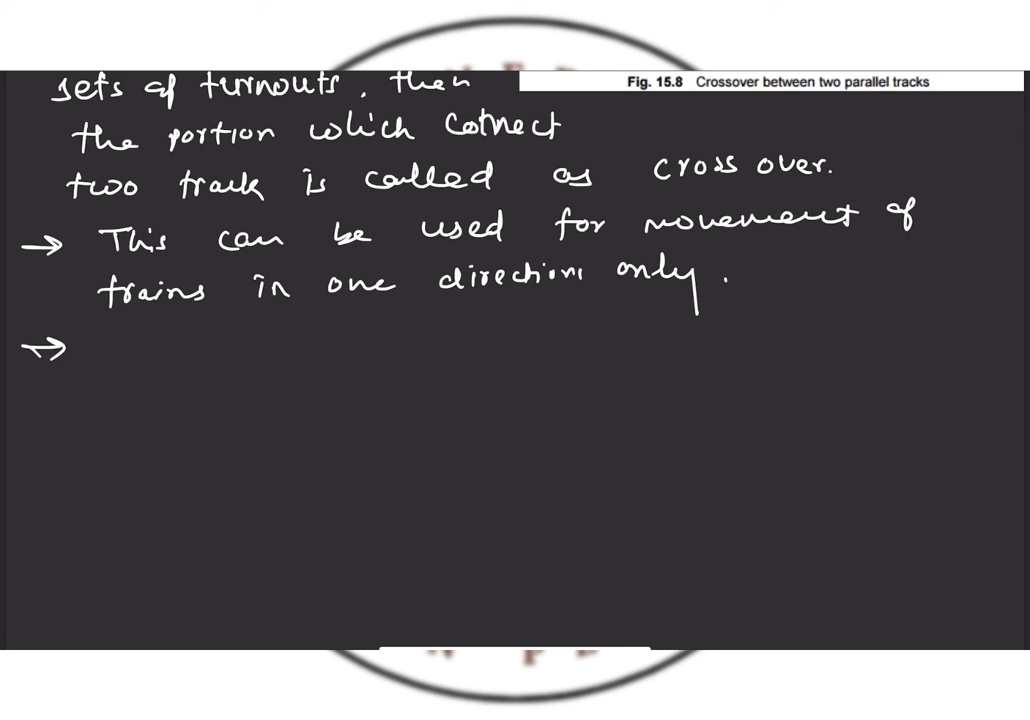 sets of turnouts, then
Fig. 15.8 Crossover between two parallel tracks
the portion which connect
two track is called as cross over.
→ This can be used for movement of
trains in one direction only.
→